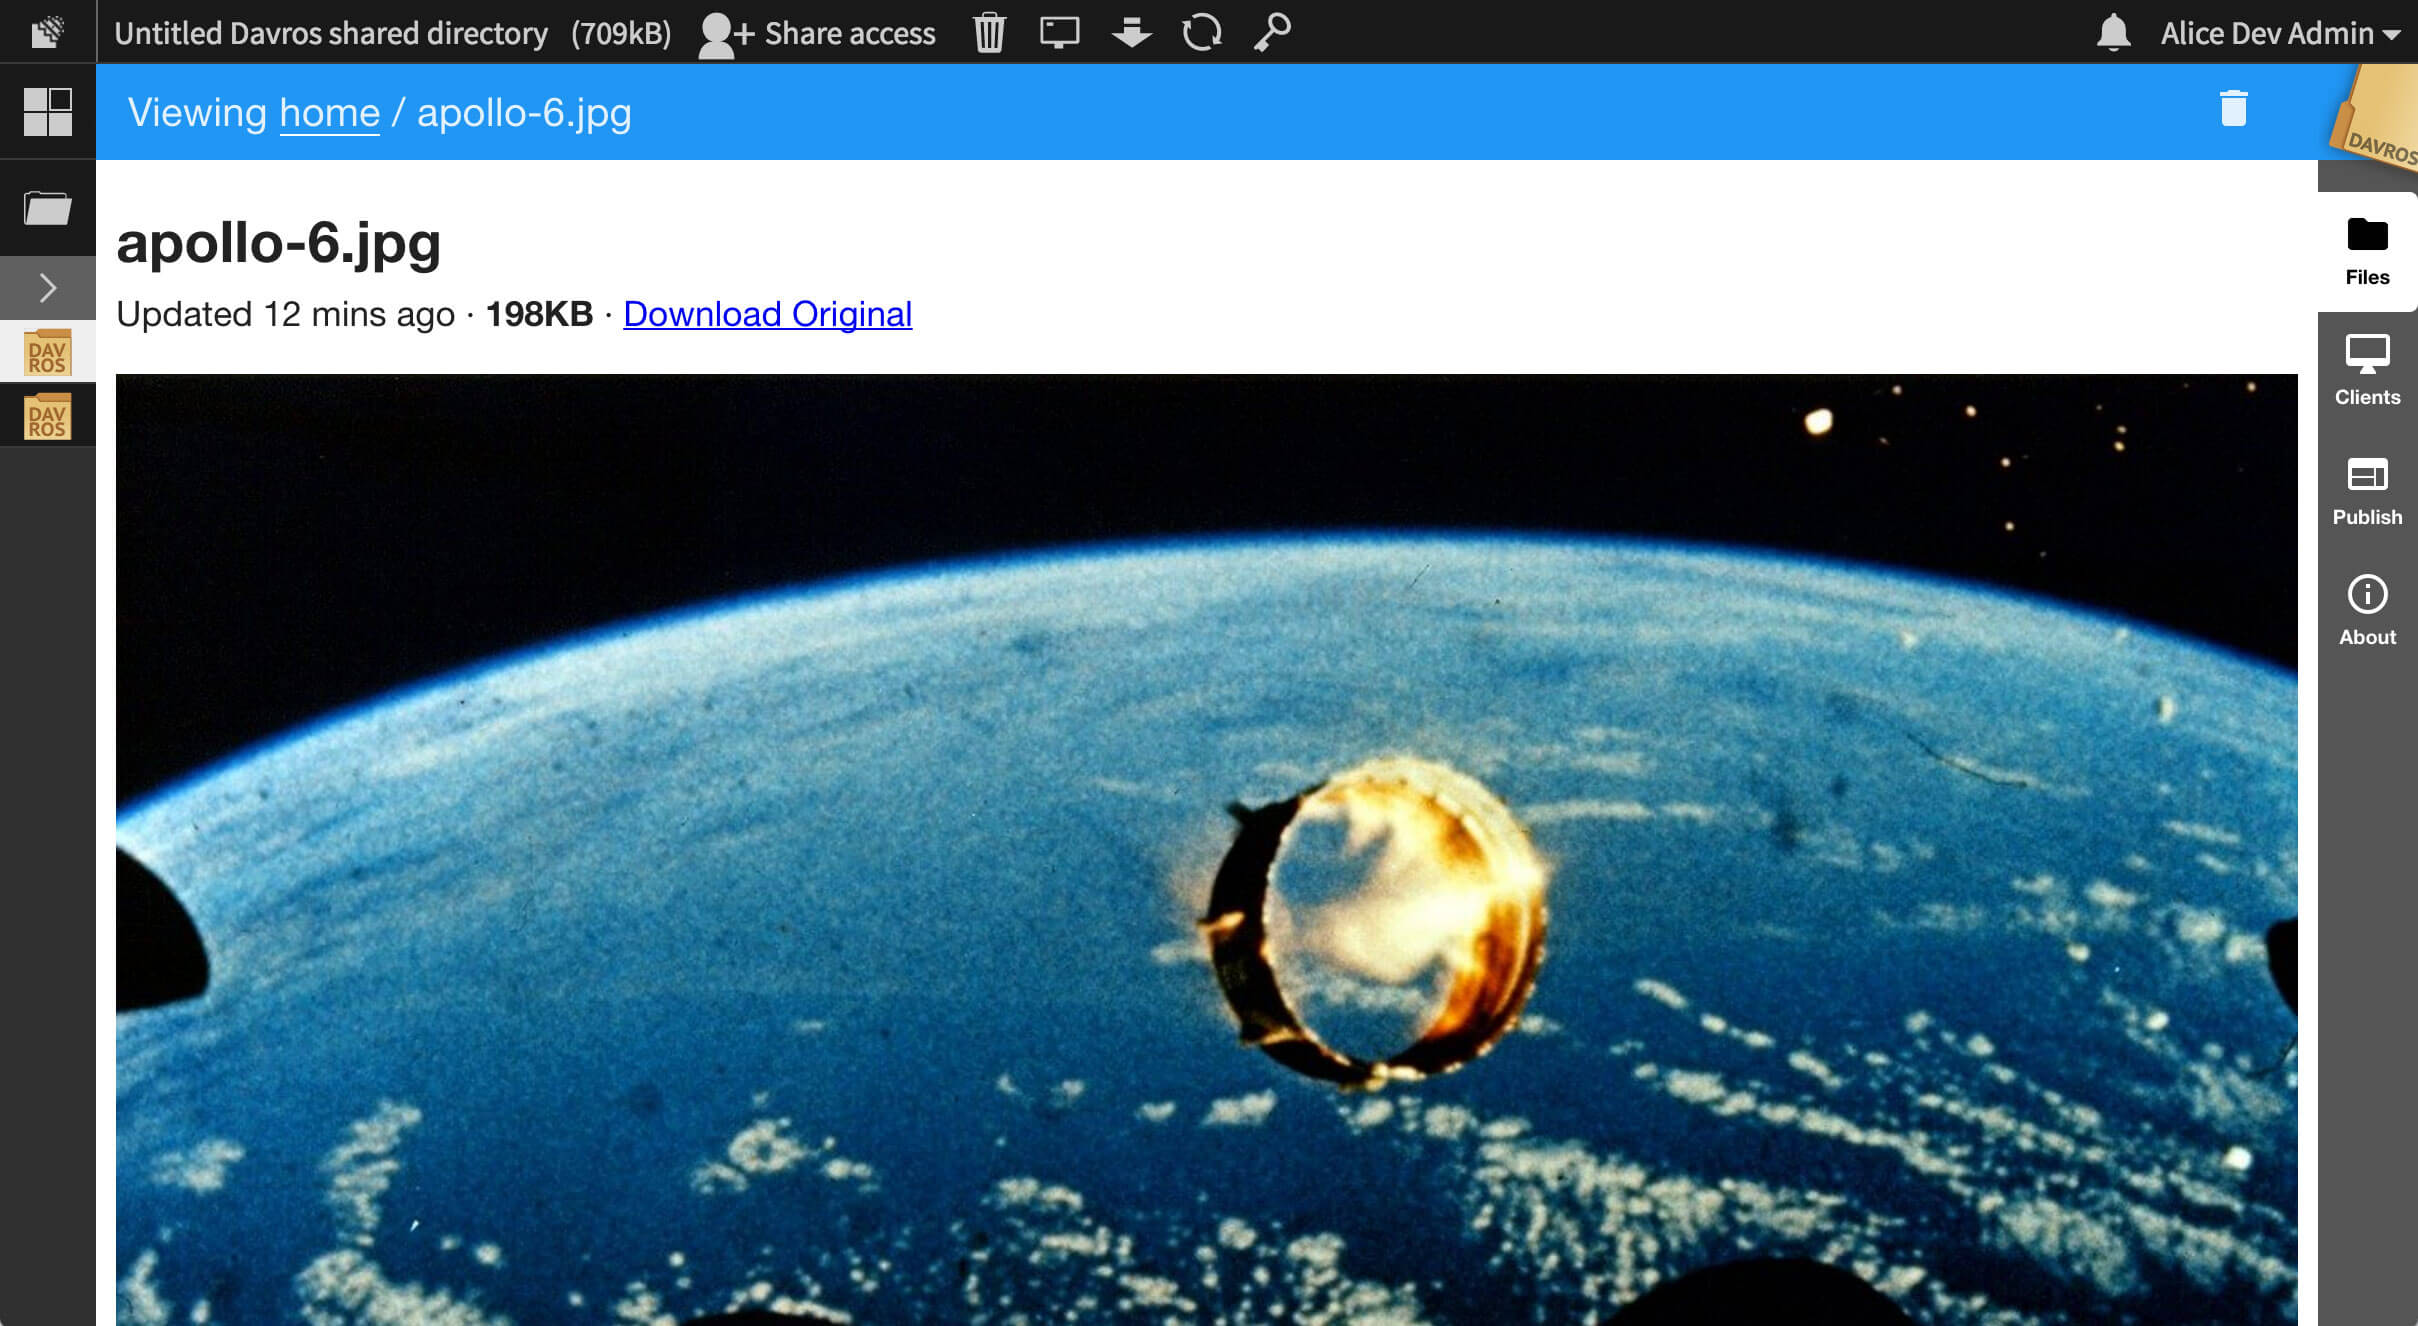 Untitled Davros shared directory (709kB) Share access Alice Dev Admin
Viewing home / apollo-6.jpg
DAVROS
apollo-6.jpg
Updated 12 mins ago · 198KB · Download Original
DAV
ROS
DAV
ROS
Files
Clients
Publish
About